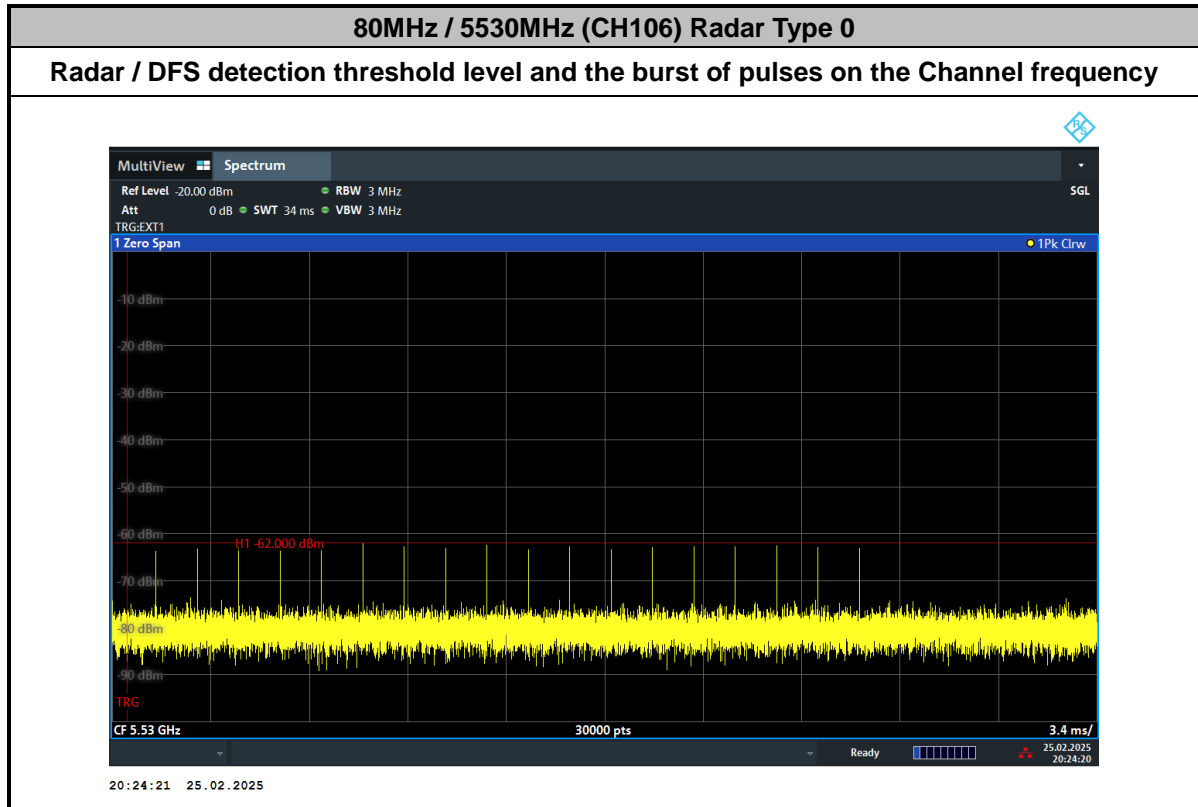 80MHz / 5530MHz (CH106) Radar Type 0
Radar / DFS detection threshold level and the burst of pulses on the Channel frequency
R S
MultiView Spectrum
Ref Level -20.00 dBm RBW 3 MHz SGL
Att 0 dB SWT 34 ms VBW 3 MHz
TRG:EXT1
1 Zero Span 1Pk Clrw
-10 dBm
-20 dBm
-30 dBm
-40 dBm
-50 dBm
-60 dBm
H1 -62.000 dBm
-70 dBm
-80 dBm
-90 dBm
TRG
CF 5.53 GHz 30000 pts 3.4 ms/
Ready 25.02.2025
20:24:20
20:24:21 25.02.2025